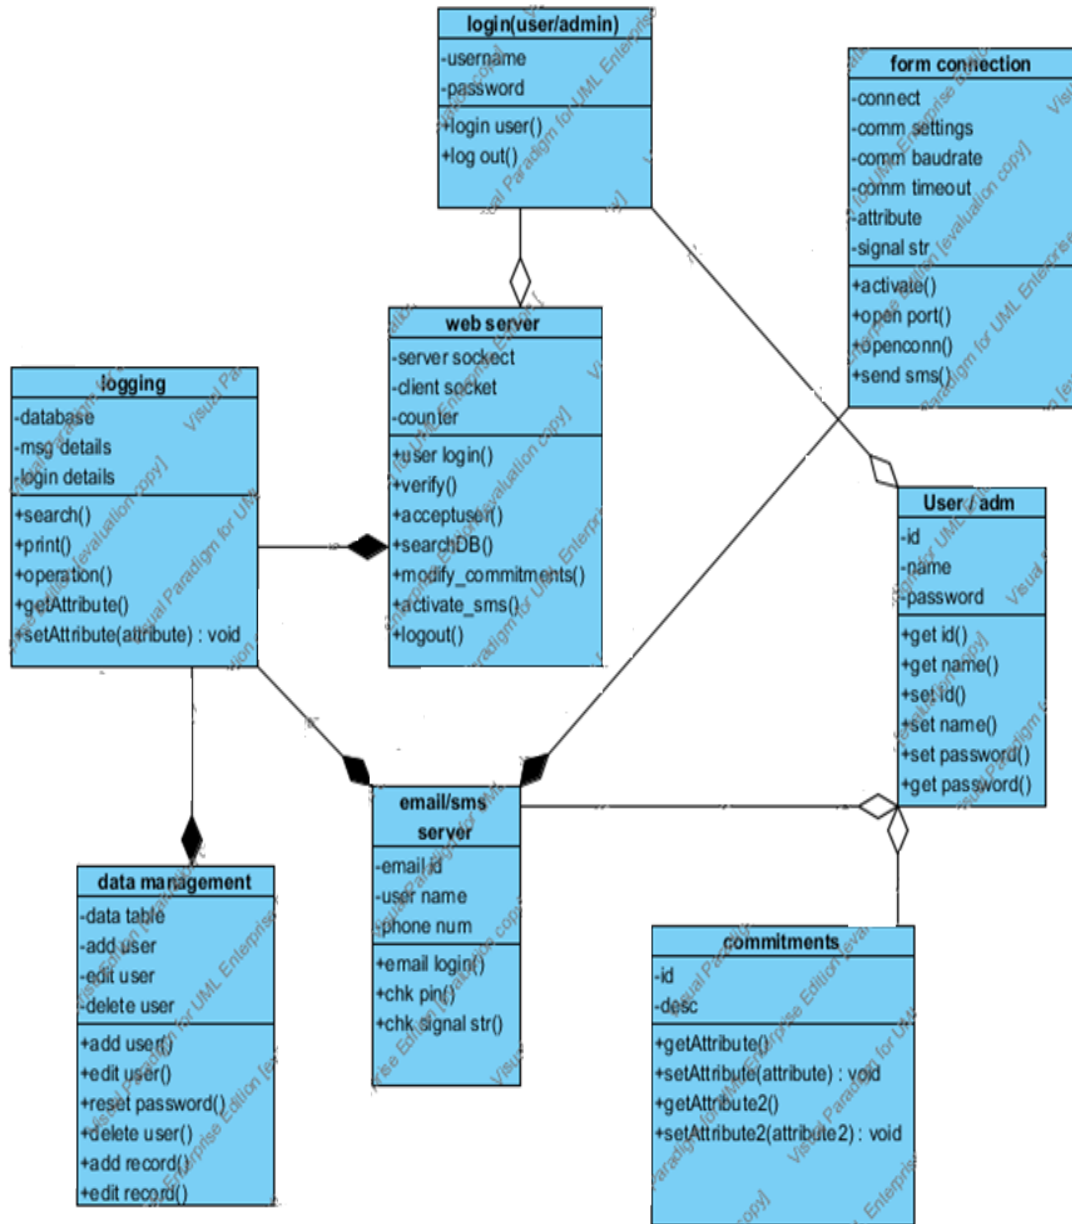 login(user/admin)
-username
-password
+login user()
+log out()
form connection
-connect
-comm settings
-comm baudrate
-comm timeout
-attribute
-signal str
+activate()
+open port()
+openconn()
+send sms()
web server
-server sockect
-client socket
-counter
+user login()
+verify()
+acceptuser()
+searchDB()
+modify_commitments()
+activate_sms()
+logout()
logging
-database
-msg details
-login details
+search()
+print()
+operation()
+getAttribute()
+setAttribute(attribute) : void
User / adm
-id
-name
-password
+get id()
+get name()
+set id()
+set name()
+set password()
+get password()
email/sms
server
-email id
-user name
-phone num
+email login()
+chk pin()
+chk signal str()
data management
-data table
-add user
-edit user
-delete user
+add user()
+edit user()
+reset password()
+delete user()
+add record()
+edit record()
commitments
-id
-desc
+getAttribute()
+setAttribute(attribute) : void
+getAttribute2()
+setAttribute2(attribute2) : void